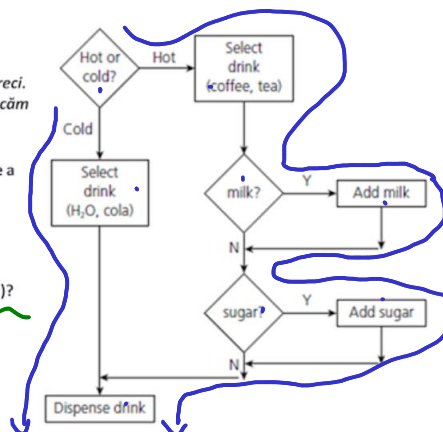 Hot or
cold?
Hot
Select
drink
(coffee, tea)
reci.
căm
Cold
e a
Select
drink
(H₂O, cola)
milk?
Y
Add milk
N
)?
sugar?
Y
Add sugar
N
Dispense drink